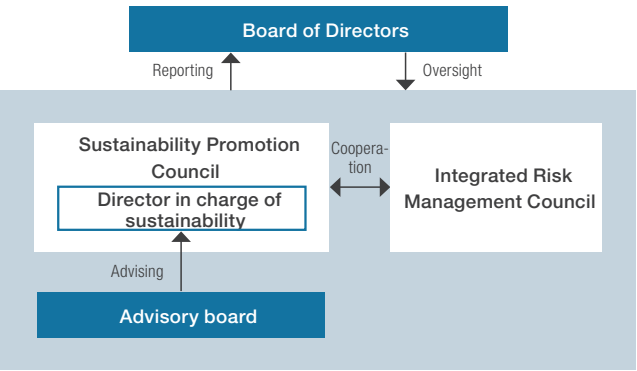 Board of Directors
Reporting
Oversight
Sustainability Promotion
Council
Director in charge of
sustainability
Coopera-
tion
Integrated Risk
Management Council
Advising
Advisory board